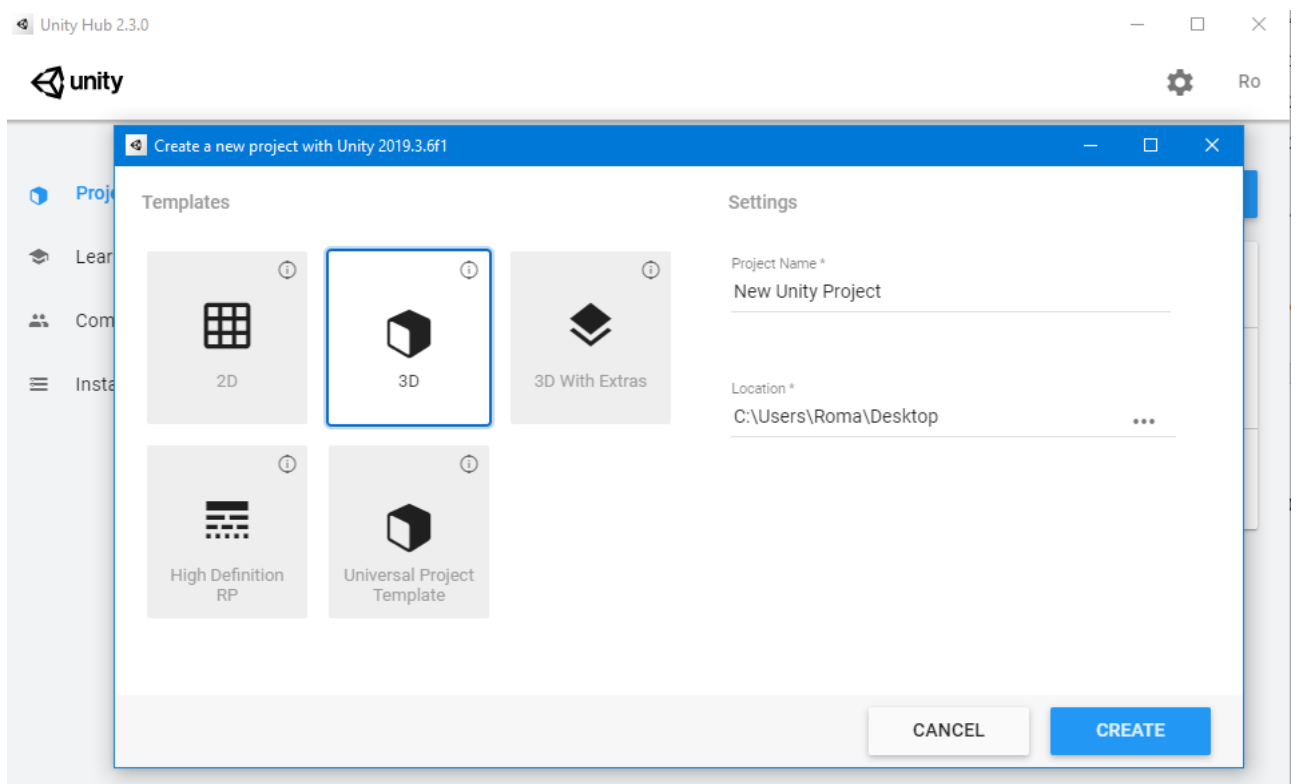 Unity Hub 2.3.0
unity
Ro
Create a new project with Unity 2019.3.6f1
Proje
Lear
Com
Insta
Templates
2D
3D
3D With Extras
High Definition
RP
Universal Project
Template
Settings
Project Name *
New Unity Project
Location *
C:\Users\Roma\Desktop
CANCEL
CREATE